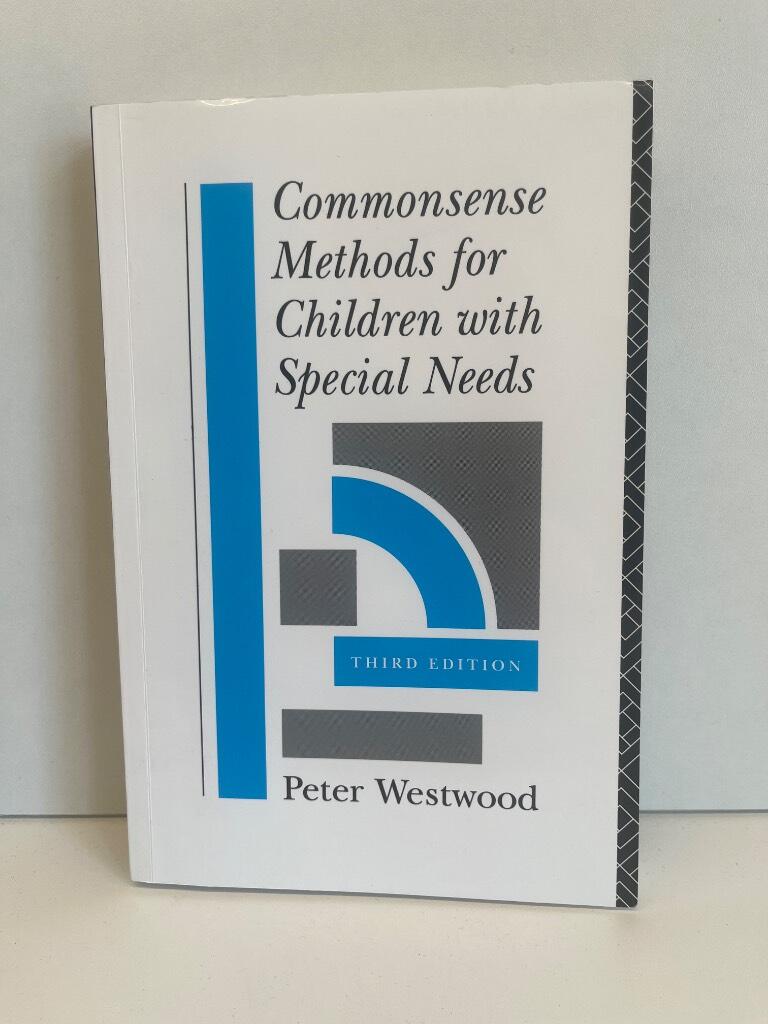 Commonsense
Methods for
Children with
Special Needs
THIRD EDITION
Peter Westwood